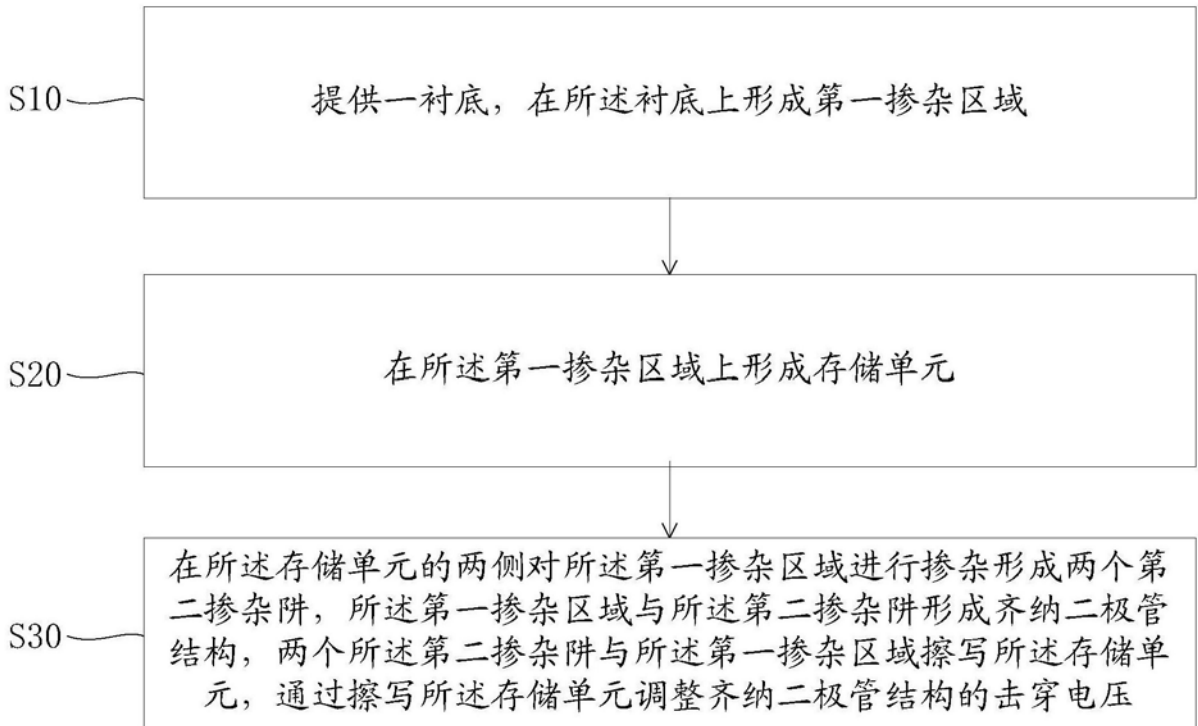 S10
提供一衬底，在所述衬底上形成第一掺杂区域
S20
在所述第一掺杂区域上形成存储单元
S30
在所述存储单元的两侧对所述第一掺杂区域进行掺杂形成两个第
二掺杂阱，所述第一掺杂区域与所述第二掺杂阱形成齐纳二极管
结构，两个所述第二掺杂阱与所述第一掺杂区域擦写所述存储单
元，通过擦写所述存储单元调整齐纳二极管结构的击穿电压